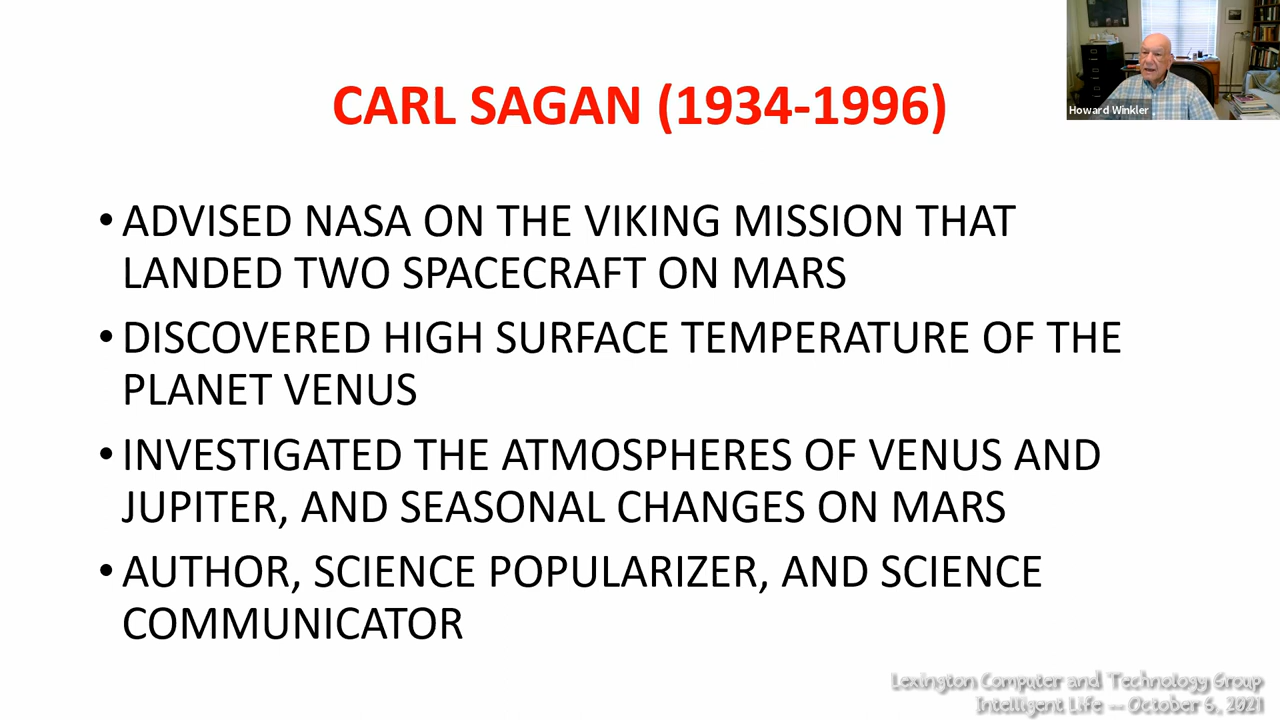 CARL SAGAN (1934-1996)
Howard Winkler
• ADVISED NASA ON THE VIKING MISSION THAT
LANDED TWO SPACECRAFT ON MARS
• DISCOVERED HIGH SURFACE TEMPERATURE OF THE
PLANET VENUS
• INVESTIGATED THE ATMOSPHERES OF VENUS AND
JUPITER, AND SEASONAL CHANGES ON MARS
• AUTHOR, SCIENCE POPULARIZER, AND SCIENCE
COMMUNICATOR
Lexington Computer and Technology Group
Intelligent Life — October 6, 2021